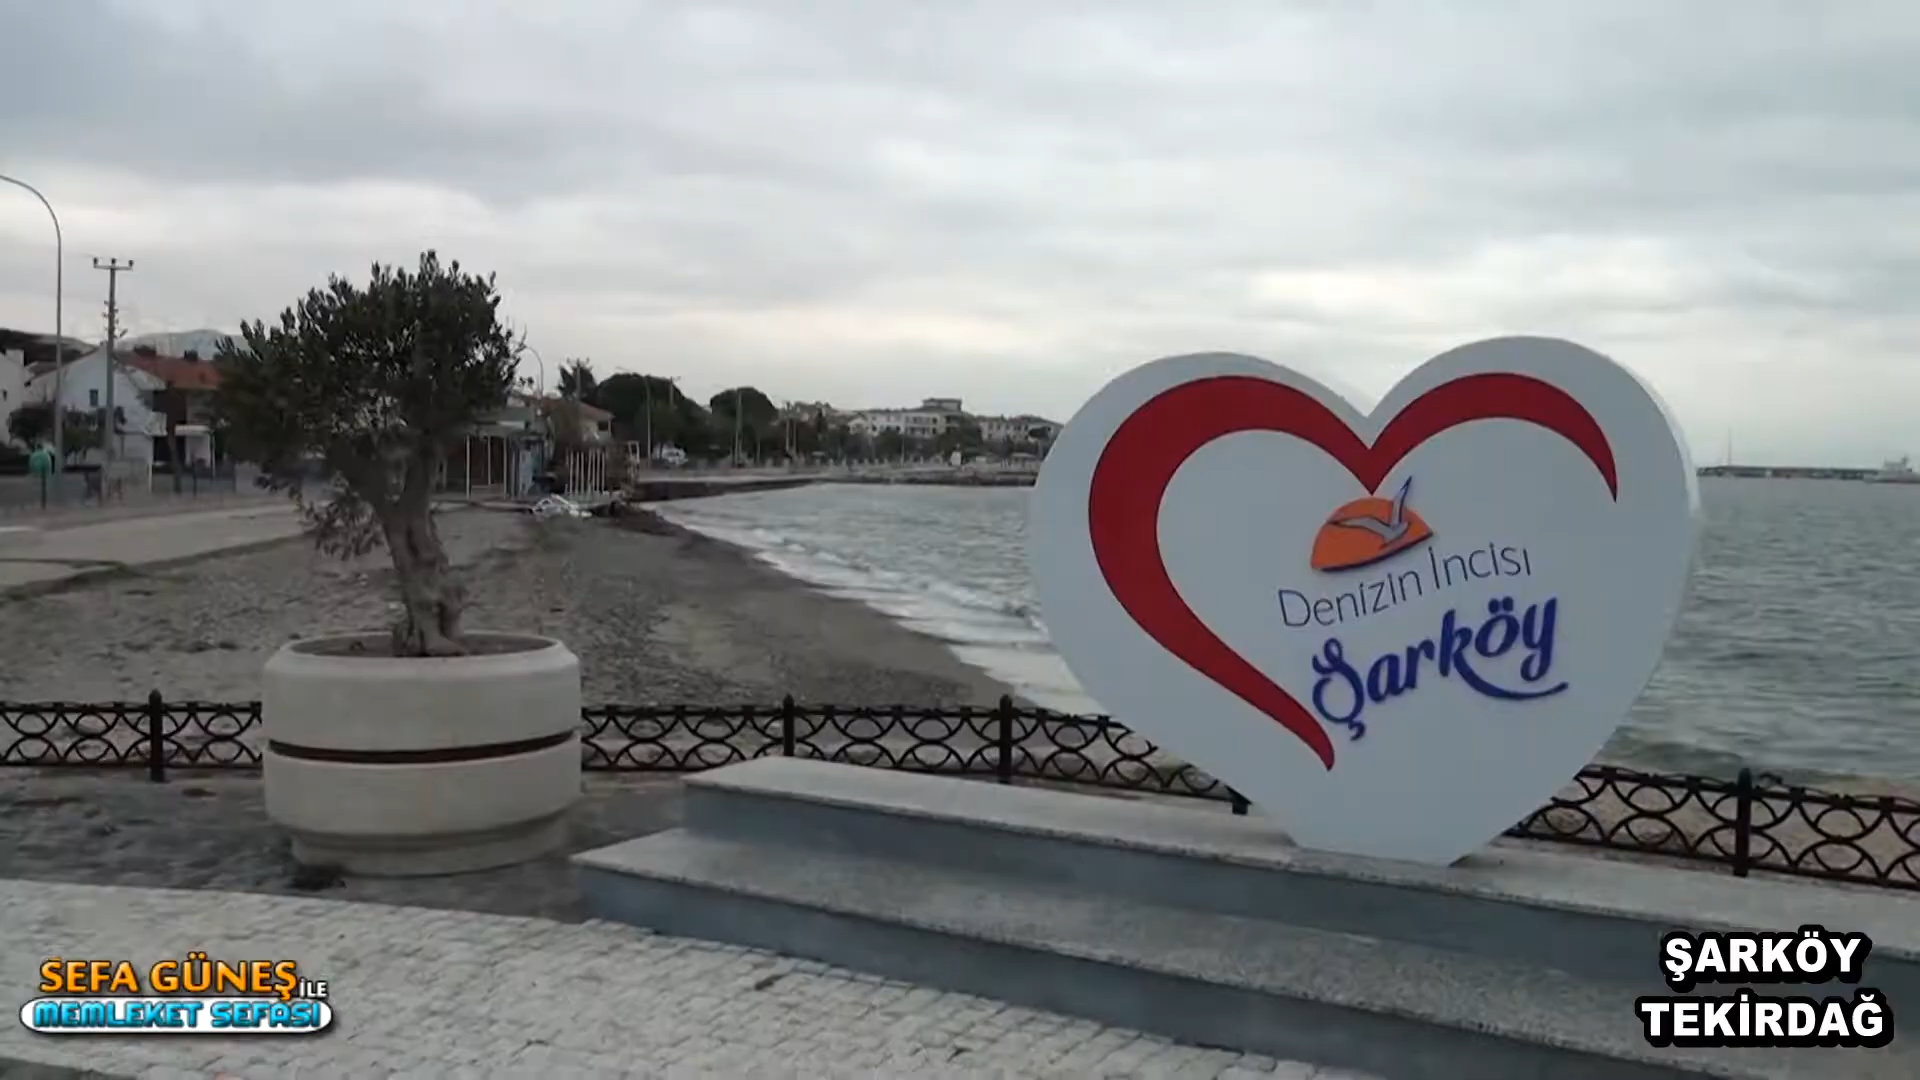 Denizin İncisi
Şarköy
SEFA GÜNEŞ İLE
MEMLEKET SEFASI
ŞARKÖY
TEKİRDAĞ